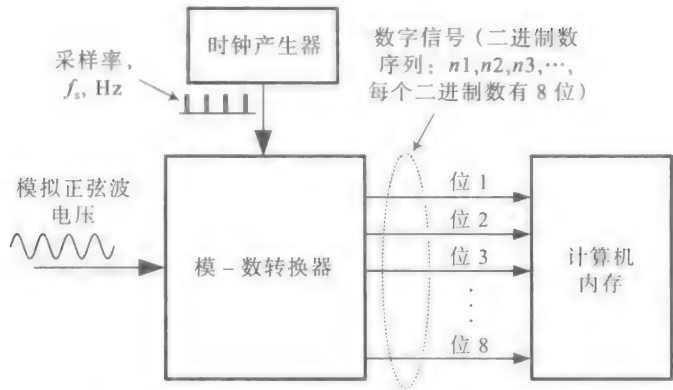 时钟产生器
采样率，
fs, Hz
数字信号（二进制数
序列：n1,n2,n3,…,
每个二进制数有 8 位）
模拟正弦波
电压
模-数转换器
位 1
位 2
位 3
⋮
位 8
计算机
内存